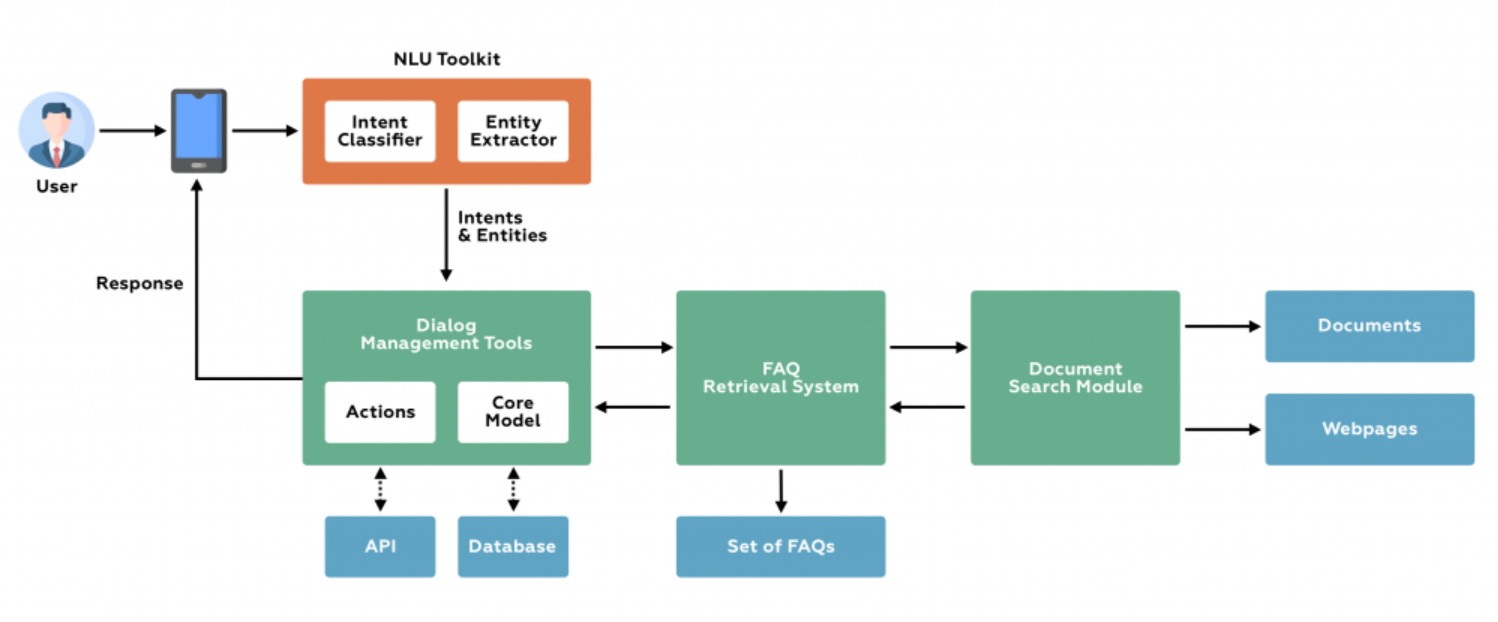 NLU Toolkit
Intent
Classifier
Entity
Extractor
User
Intents
& Entities
Response
Dialog
Management Tools
Actions
Core
Model
FAQ
Retrieval System
Document
Search Module
Documents
Webpages
API
Database
Set of FAQs